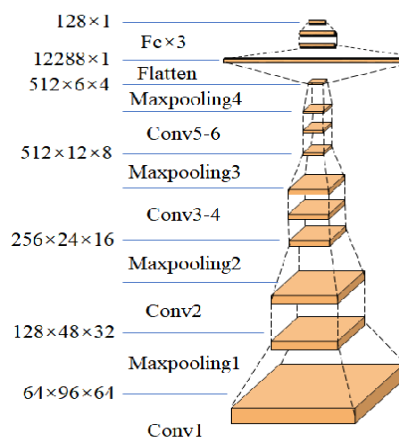 128×1
Fc×3
12288×1
Flatten
512×6×4
Maxpooling4
Conv5-6
512×12×8
Maxpooling3
Conv3-4
256×24×16
Maxpooling2
Conv2
128×48×32
Maxpooling1
64×96×64
Conv1